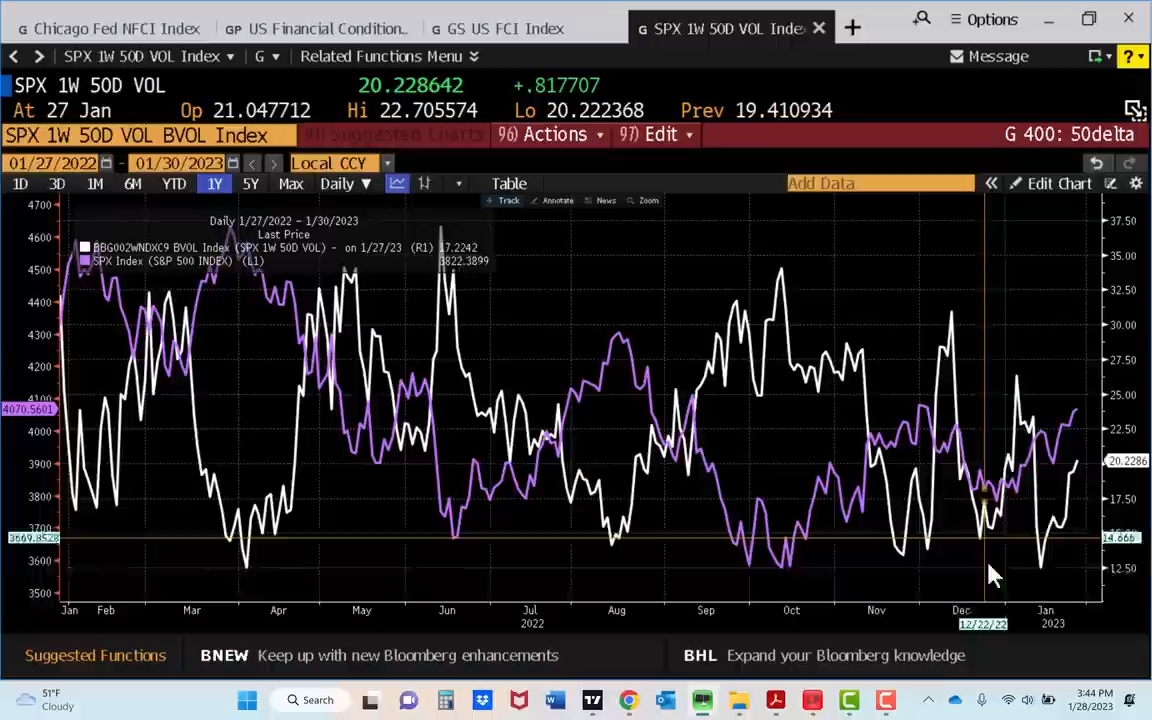 G Chicago Fed NFCI Index GP US Financial Condition... G GS US FCI Index G SPX 1W 50D VOL Index
Options
SPX 1W 50D VOL Index G Related Functions Menu Message ?
SPX 1W 50D VOL 20.228642 +.817707
At 27 Jan Op 21.047712 Hi 22.705574 Lo 20.222368 Prev 19.410934
SPX 1W 50D VOL BVOL Index Suggested Charts 96) Actions 97) Edit G 400: 50delta
01/27/2022 - 01/30/2023 Local CCY
1D 3D 1M 6M YTD 1Y 5Y Max Daily Table Add Data Edit Chart
Track Annotate News Zoom
Daily 1/27/2022 - 1/30/2023
Last Price
BBG002WNDXC9 BVOL Index (SPX 1W 50D VOL) - on 1/27/23 (R1) 17.2242
SPX Index (S&P 500 INDEX) (L1) 3822.3899
4700 37.50
4600 35.00
4500
4400
4300 30.00
4200 27.50
4100 25.00
4070.5601
4000 22.50
3900 20.2286
3800 17.50
3700
3669.8528 14.666
3600 12.50
3500
Jan Feb Mar Apr May Jun Jul Aug Sep Oct Nov Dec Jan
2022 12/22/22 2023
Suggested Functions BNEW Keep up with new Bloomberg enhancements BHL Expand your Bloomberg knowledge
51°F
Cloudy
Search
3:44 PM
1/28/2023